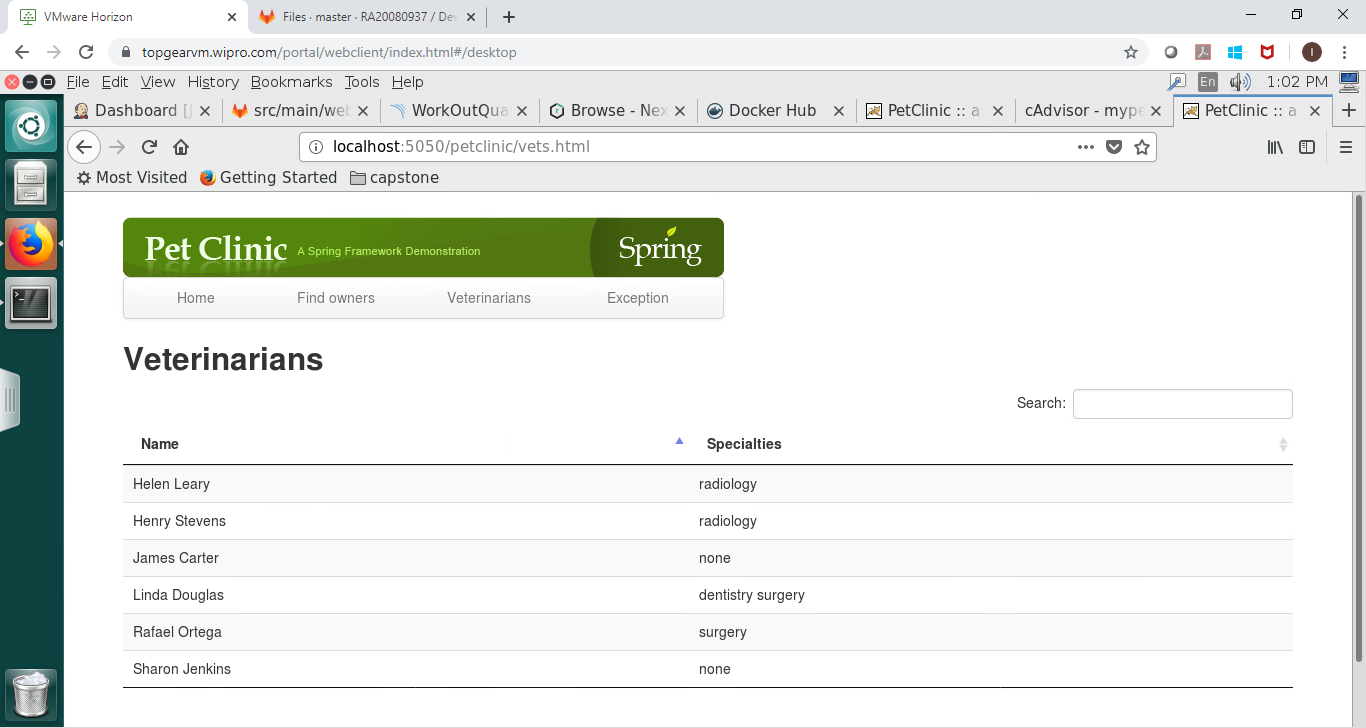 VMware Horizon Files · master · RA20080937 / De
topgearvm.wipro.com/portal/webclient/index.html#/desktop I
File Edit View History Bookmarks Tools Help En 1:02 PM
Dashboard [J src/main/web WorkOutQua Browse - Nex Docker Hub PetClinic :: a cAdvisor - mype PetClinic :: a
localhost:5050/petclinic/vets.html
Most Visited Getting Started capstone
Pet Clinic A Spring Framework Demonstration Spring
Home Find owners Veterinarians Exception
Veterinarians
Search:
Name Specialties
Helen Leary radiology
Henry Stevens radiology
James Carter none
Linda Douglas dentistry surgery
Rafael Ortega surgery
Sharon Jenkins none